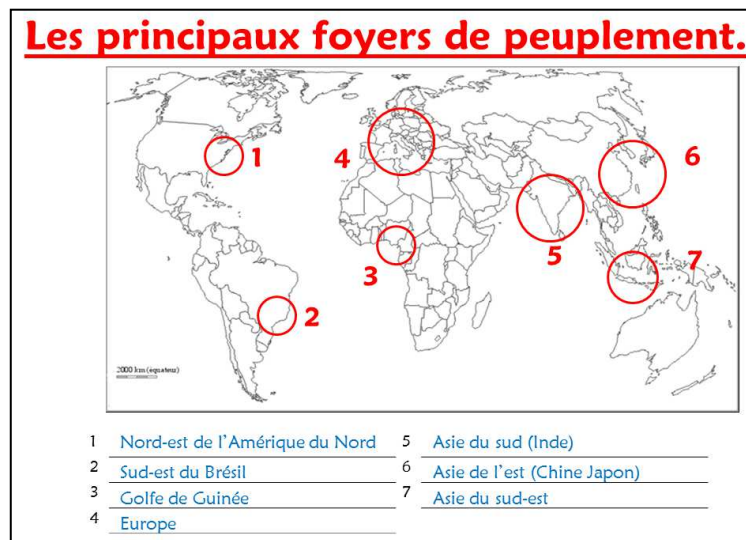 Les principaux foyers de peuplement.
1
2
3
4
5
6
7
2000 km (équateur)
1 Nord-est de l'Amérique du Nord
2 Sud-est du Brésil
3 Golfe de Guinée
4 Europe
5 Asie du sud (Inde)
6 Asie de l'est (Chine Japon)
7 Asie du sud-est